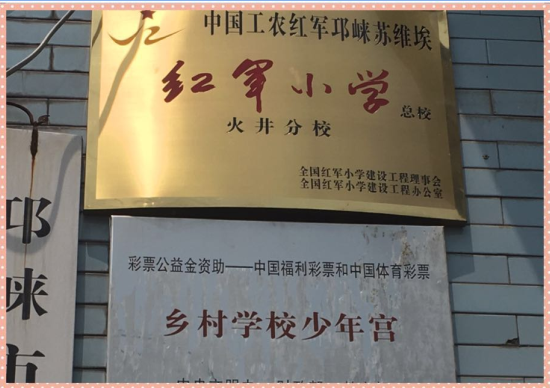 中国工农红军邛崃苏维埃
红军小学总校
火井分校
全国红军小学建设工程理事会
全国红军小学建设工程办公室
彩票公益金资助——中国福利彩票和中国体育彩票
乡村学校少年宫
邛
崃
市